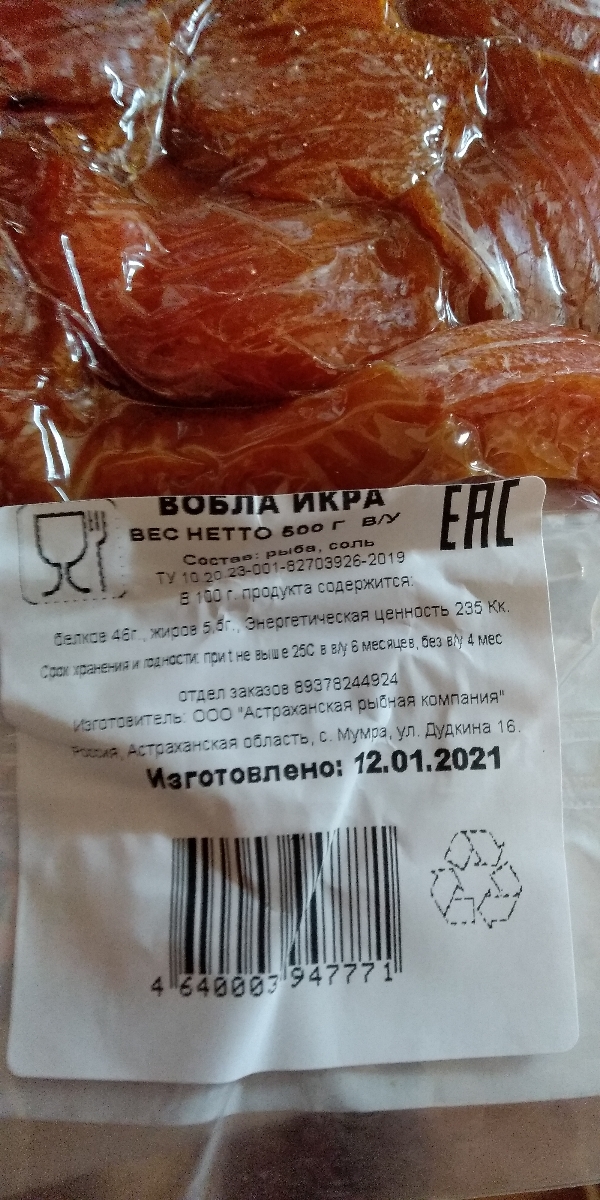 ВОБЛА ИКРА
ВЕС НЕТТО 500 Г В/У
EAC
Состав: рыба, соль
ТУ 10.20.23-001-82703926-2019
В 100 г. продукта содержится:
белков 46г., жиров 5,6г., Энергетическая ценность 235 Кк.
Срок хранения и годности: при t не выше 25С в в/у 6 месяцев, без в/у 4 мес
отдел заказов 89378244924
Изготовитель: ООО "Астраханская рыбная компания"
Россия, Астраханская область, с. Мумра, ул. Дудкина 16.
Изготовлено: 12.01.2021
4 640003 947771